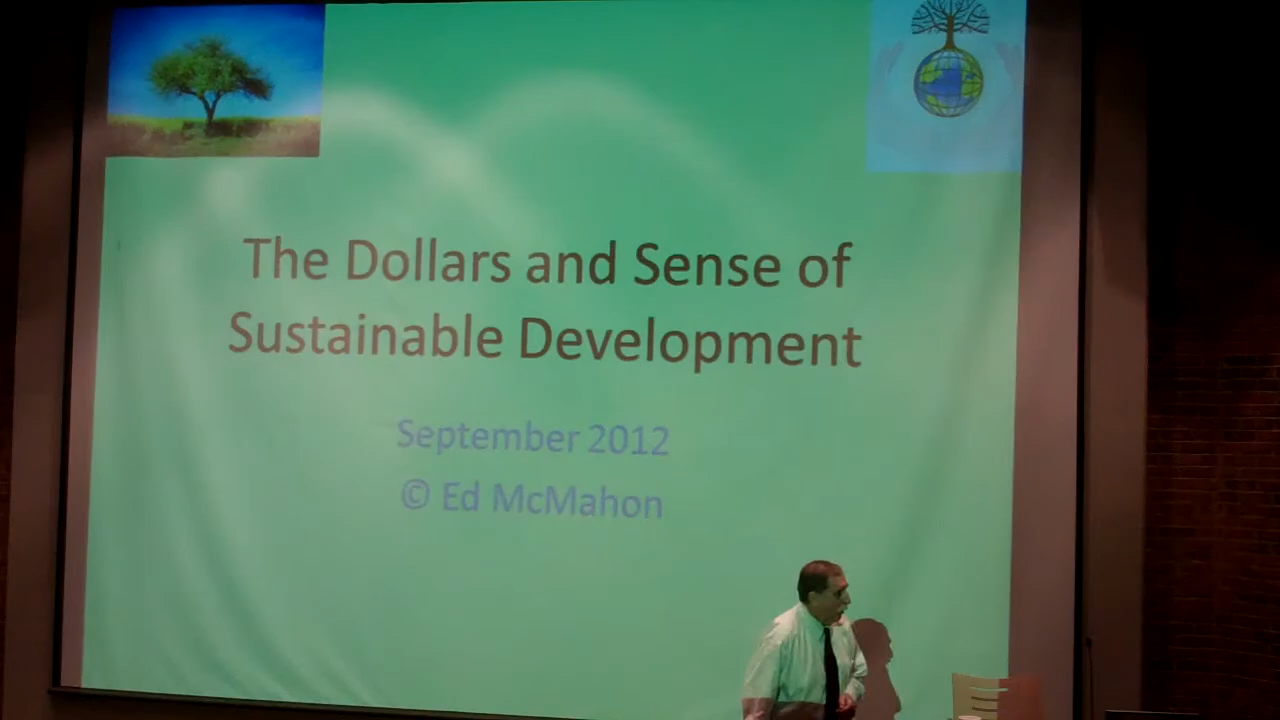 The Dollars and Sense of
Sustainable Development
September 2012
© Ed McMahon